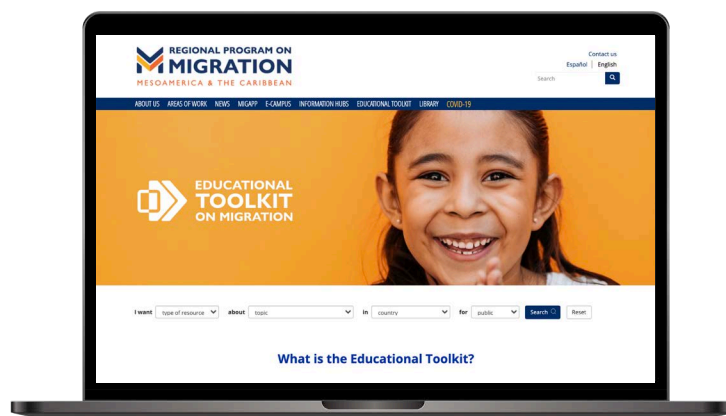 REGIONAL PROGRAM ON
MIGRATION
MESOAMERICA & THE CARIBBEAN
Contact us
Español | English
Search
ABOUT US AREAS OF WORK NEWS MIGAPP E-CAMPUS INFORMATION HUBS EDUCATIONAL TOOLKIT LIBRARY COVID-19
EDUCATIONAL
TOOLKIT
ON MIGRATION
I want type of resource about topic in country for public Search Reset
What is the Educational Toolkit?